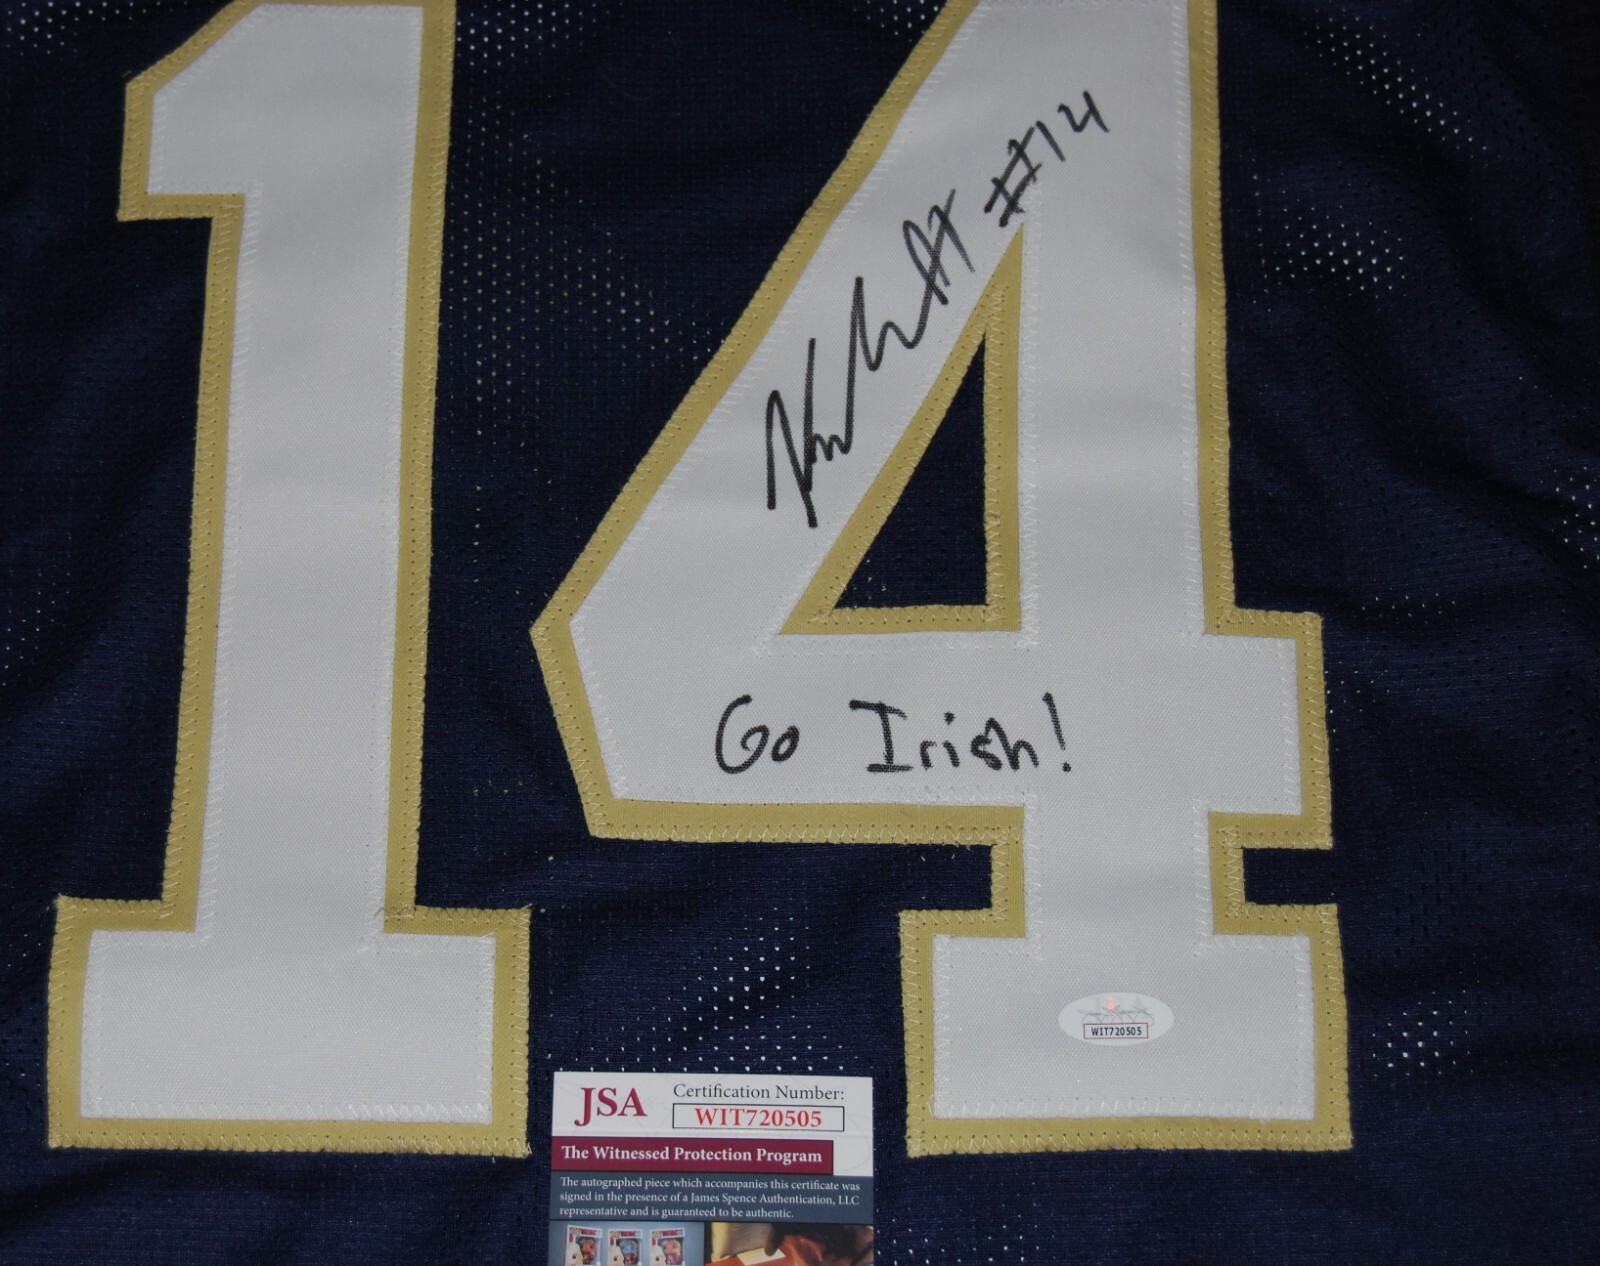 14
#14
Go Irish!
WIT720505
JSA
Certification Number:
WIT720505
The Witnessed Protection Program
The autographed piece which accompanies this certificate was
signed in the presence of a James Spence Authentication, LLC
representative and is guaranteed to be authentic.